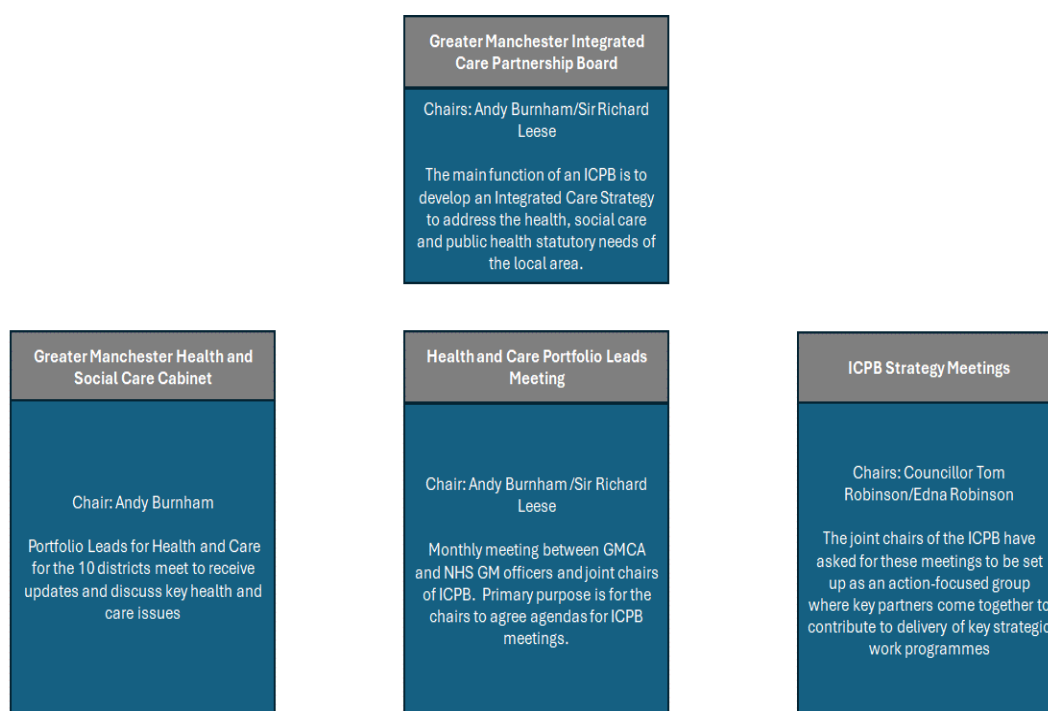 Greater Manchester Integrated
Care Partnership Board
Chairs: Andy Burnham/Sir Richard
Leese
The main function of an ICPB is to
develop an Integrated Care Strategy
to address the health, social care
and public health statutory needs of
the local area.
Greater Manchester Health and
Social Care Cabinet
Chair: Andy Burnham
Portfolio Leads for Health and Care
for the 10 districts meet to receive
updates and discuss key health and
care issues
Health and Care Portfolio Leads
Meeting
Chair: Andy Burnham /Sir Richard
Leese
Monthly meeting between GMCA
and NHS GM officers and joint chairs
of ICPB. Primary purpose is for the
chairs to agree agendas for ICPB
meetings.
ICPB Strategy Meetings
Chairs: Councillor Tom
Robinson/Edna Robinson
The joint chairs of the ICPB have
asked for these meetings to be set
up as an action-focused group
where key partners come together to
contribute to delivery of key strategic
work programmes